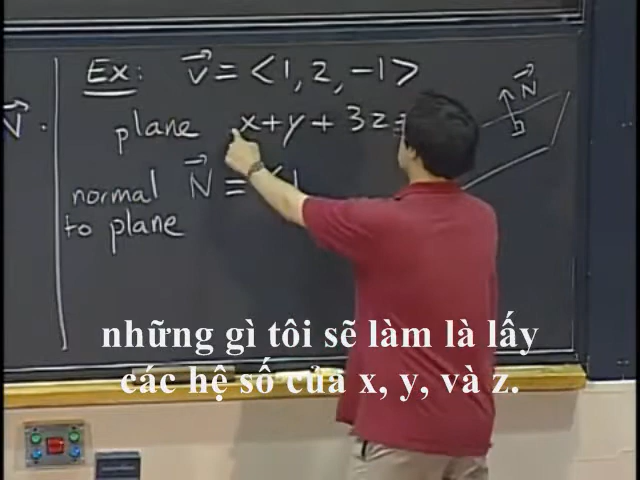 Ex: v⃗ = <1, 2, -1>
plane x+y+3z=
normal N⃗ = <1
to plane
N⃗
những gì tôi sẽ làm là lấy
các hệ số của x, y, và z.